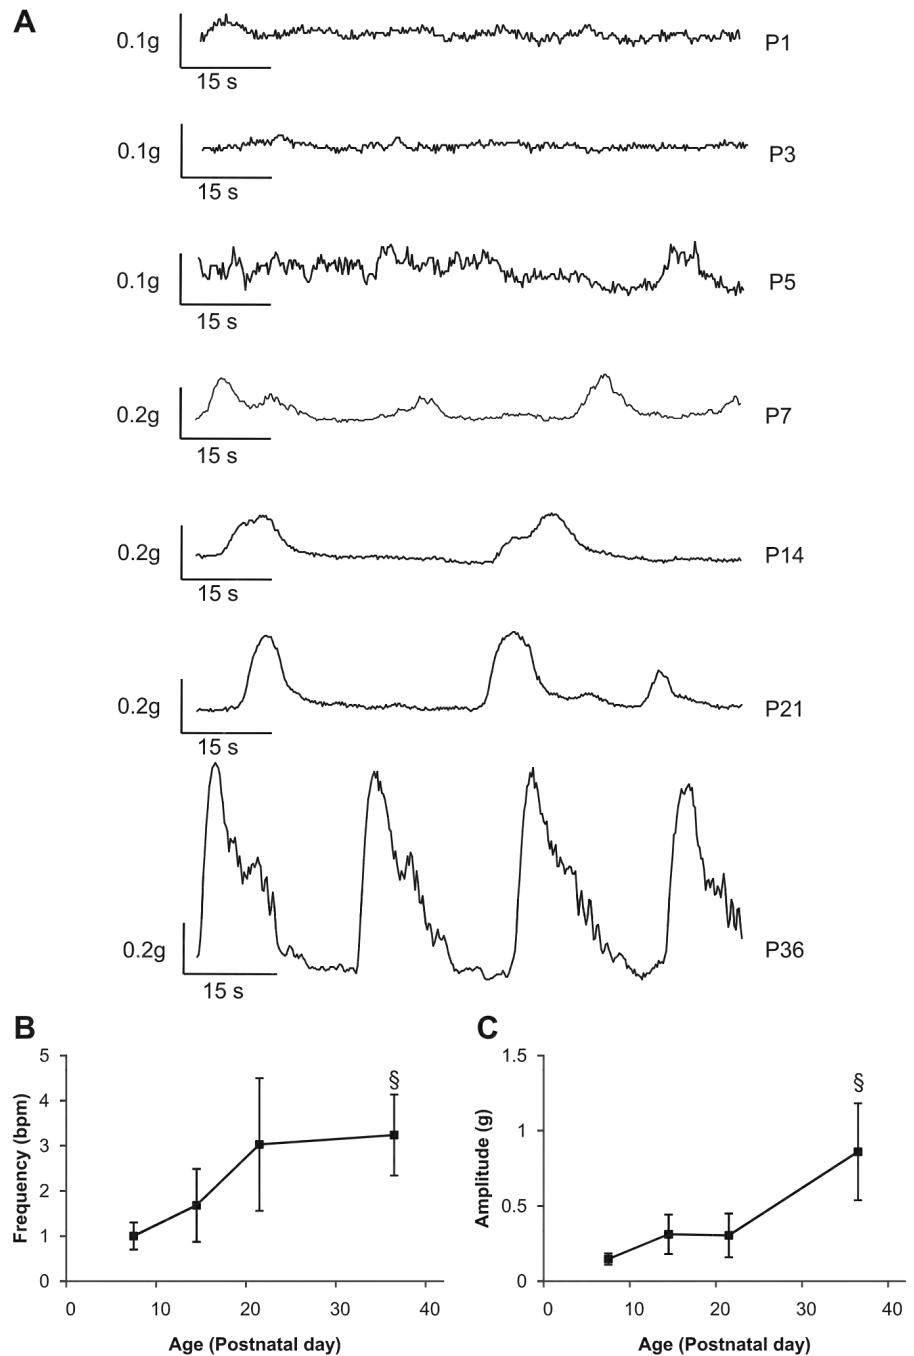 A
0.1g
15 s
P1
0.1g
15 s
P3
0.1g
15 s
P5
0.2g
15 s
P7
0.2g
15 s
P14
0.2g
15 s
P21
0.2g
15 s
P36
B
5
4
3
2
1
0
§
0 10 20 30 40
Frequency (bpm)
Age (Postnatal day)
C
1.5
1
0.5
0
§
0 10 20 30 40
Amplitude (g)
Age (Postnatal day)